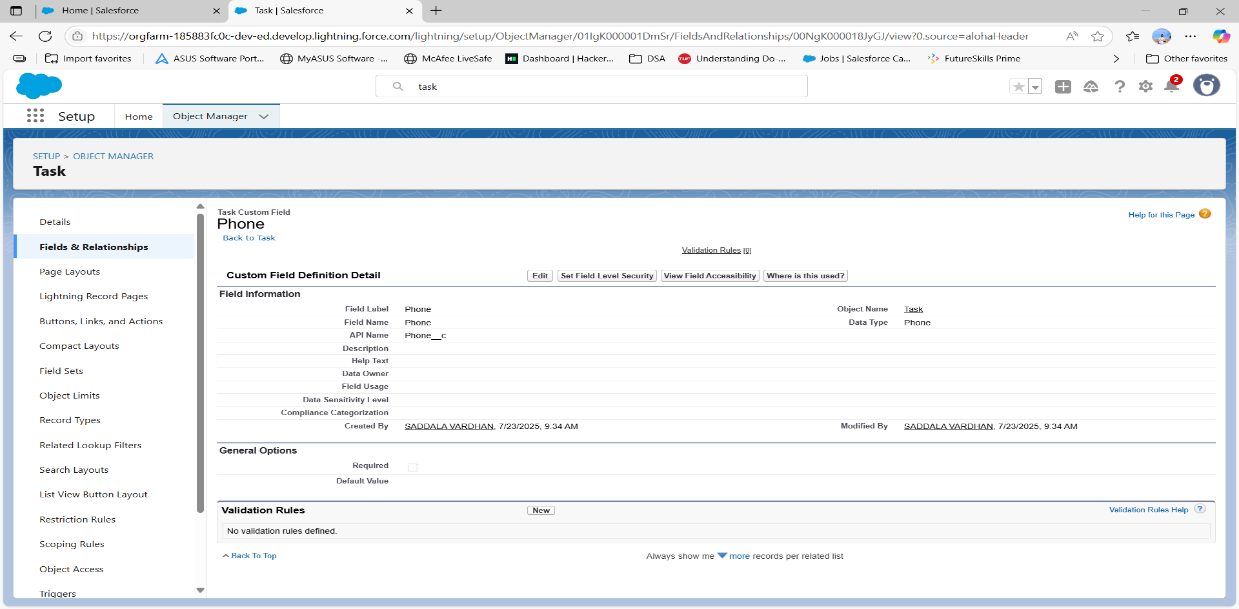 Home | Salesforce
Task | Salesforce
https://orgfarm-185883fc0c-dev-ed.develop.lightning.force.com/lightning/setup/ObjectManager/01IgK000001DmSr/FieldsAndRelationships/00NgK000018JyGJ/view?0.source=alohaHeader
Import favorites
ASUS Software Port...
MyASUS Software -...
McAfee LiveSafe
Dashboard | Hacker...
DSA
Understanding Do-...
Jobs | Salesforce Ca...
FutureSkills Prime
Other favorites
task
2
Setup
Home
Object Manager
SETUP > OBJECT MANAGER
Task
Details
Fields & Relationships
Page Layouts
Lightning Record Pages
Buttons, Links, and Actions
Compact Layouts
Field Sets
Object Limits
Record Types
Related Lookup Filters
Search Layouts
List View Button Layout
Restriction Rules
Scoping Rules
Object Access
Triggers
Task Custom Field
Phone
Back to Task
Help for this Page
Validation Rules [0]
Custom Field Definition Detail
Edit
Set Field-Level Security
View Field Accessibility
Where is this used?
Field Information
Field Label Phone Object Name Task
Field Name Phone Data Type Phone
API Name Phone__c
Description
Help Text
Data Owner
Field Usage
Data Sensitivity Level
Compliance Categorization
Created By SADDALA VARDHAN, 7/23/2025, 9:34 AM Modified By SADDALA VARDHAN, 7/23/2025, 9:34 AM
General Options
Required
Default Value
Validation Rules New Validation Rules Help ?
No validation rules defined.
Back To Top
Always show me more records per related list